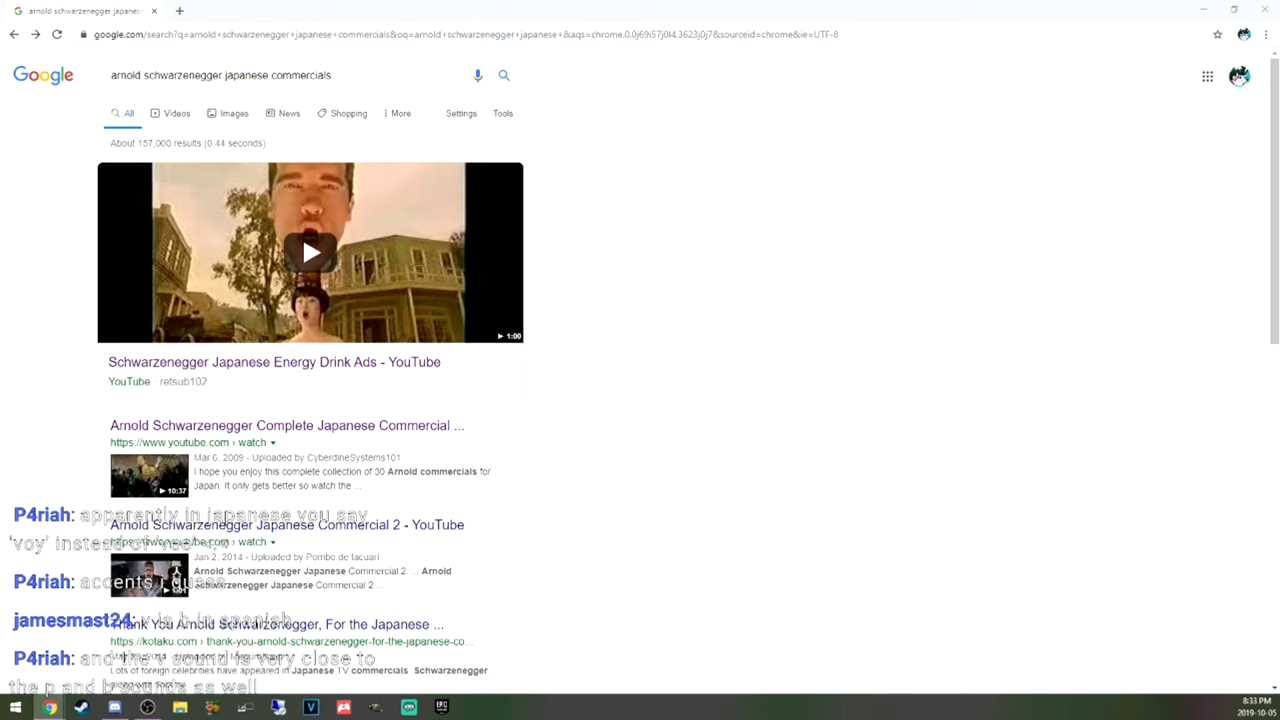 arnold schwarzenegger japanes
google.com/search?q=arnold+schwarzenegger+japanese+commercials&oq=arnold+schwarzenegger+japanese+&aqs=chrome.0.0j69i57j0l4.3623j0j7&sourceid=chrome&ie=UTF-8
Google
arnold schwarzenegger japanese commercials
All Videos Images News Shopping More Settings Tools
About 157,000 results (0.44 seconds)
1:00
Schwarzenegger Japanese Energy Drink Ads - YouTube
YouTube · retsub102
Arnold Schwarzenegger Complete Japanese Commercial ...
https://www.youtube.com › watch
Mar 6, 2009 - Uploaded by CyberdineSystems101
I hope you enjoy this complete collection of 30 Arnold commercials for
Japan. It only gets better so watch the ...
10:37
P4riah: apparently in japanese you say
'voy' instead of
Arnold Schwarzenegger Japanese Commercial 2 - YouTube
https://www.youtube.com › watch
Jan 2, 2014 - Uploaded by Pombo de tacuari
Arnold Schwarzenegger Japanese Commercial 2. ... Arnold
Schwarzenegger Japanese Commercial 2 ...
P4riah: accents i guess
jamesmast24: v is b in spanish
Thank You Arnold Schwarzenegger, For the Japanese ...
https://kotaku.com › thank-you-arnold-schwarzenegger-for-the-japanese-co...
P4riah: and the v sound is very close to
the p and b sounds as well
Lots of foreign celebrities have appeared in Japanese TV commercials Schwarzenegger
8:33 PM
2019-10-05